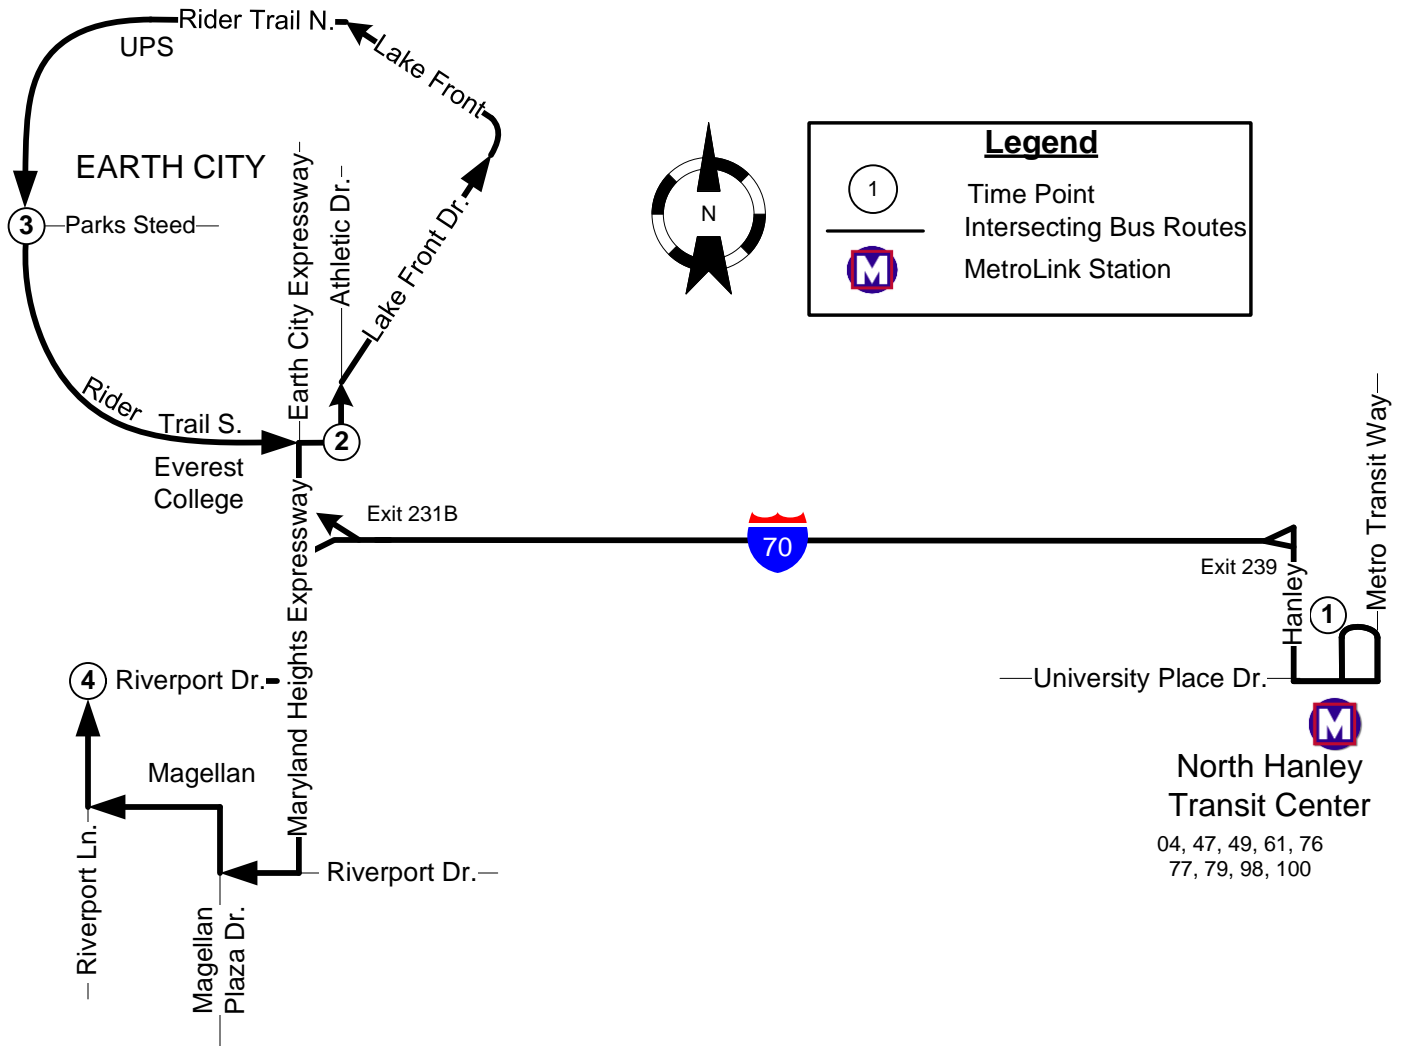 Rider Trail N.
UPS
Lake Front
EARTH CITY
3
Parks Steed
Earth City Expressway
Athletic Dr.
Lake Front Dr.
N
Legend
1
Time Point
Intersecting Bus Routes
M
MetroLink Station
Rider
Trail S.
2
Everest
College
Exit 231B
70
Exit 239
Hanley
Metro Transit Way
1
Maryland Heights Expressway
4
Riverport Dr.
University Place Dr.
M
North Hanley
Transit Center
04, 47, 49, 61, 76
77, 79, 98, 100
Magellan
Riverport Ln.
Riverport Dr.
Magellan
Plaza Dr.